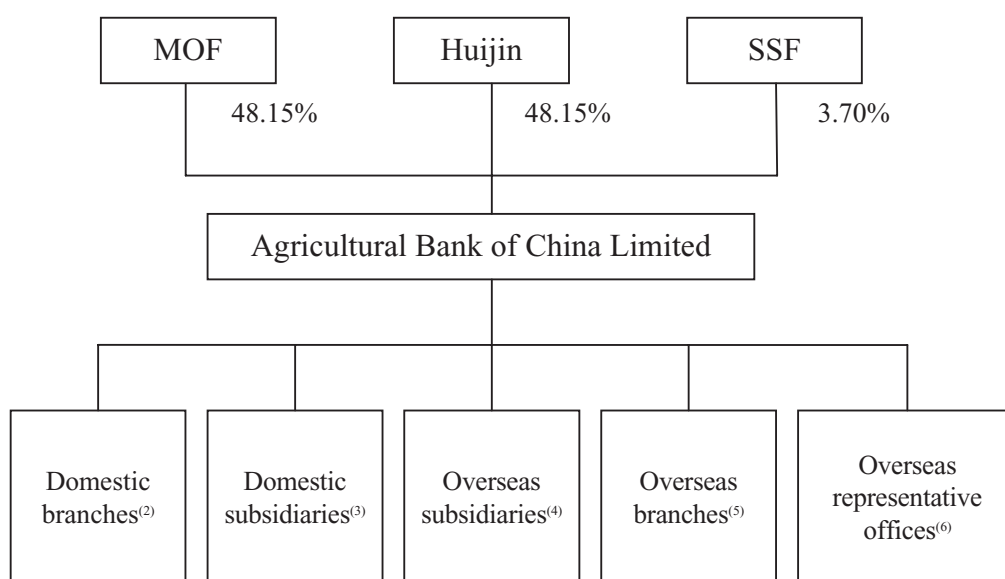 MOF
Huijin
SSF
48.15%
48.15%
3.70%
Agricultural Bank of China Limited
Domestic
branches(2)
Domestic
subsidiaries(3)
Overseas
subsidiaries(4)
Overseas
branches(5)
Overseas
representative
offices(6)